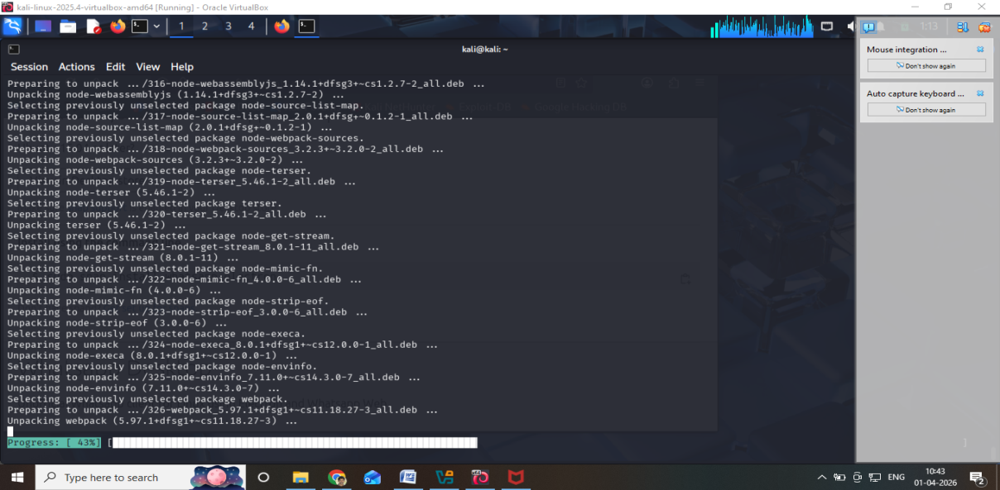 kali-linux-2025.4-virtualbox-amd64 [Running] - Oracle VirtualBox
1 2 3 4
1:13
kali@kali: ~
Session Actions Edit View Help
Preparing to unpack .../316-node-webassemblyjs_1.14.1+dfsg3+~cs1.2.7-2_all.deb ...
Unpacking node-webassemblyjs (1.14.1+dfsg3+~cs1.2.7-2) ...
Selecting previously unselected package node-source-list-map.
Preparing to unpack .../317-node-source-list-map_2.0.1+dfsg+~0.1.2-1_all.deb ...
Unpacking node-source-list-map (2.0.1+dfsg+~0.1.2-1) ...
Selecting previously unselected package node-webpack-sources.
Preparing to unpack .../318-node-webpack-sources_3.2.3+~3.2.0-2_all.deb ...
Unpacking node-webpack-sources (3.2.3+~3.2.0-2) ...
Selecting previously unselected package node-terser.
Preparing to unpack .../319-node-terser_5.46.1-2_all.deb ...
Unpacking node-terser (5.46.1-2) ...
Selecting previously unselected package terser.
Preparing to unpack .../320-terser_5.46.1-2_all.deb ...
Unpacking terser (5.46.1-2) ...
Selecting previously unselected package node-get-stream.
Preparing to unpack .../321-node-get-stream_8.0.1-11_all.deb ...
Unpacking node-get-stream (8.0.1-11) ...
Selecting previously unselected package node-mimic-fn.
Preparing to unpack .../322-node-mimic-fn_4.0.0-6_all.deb ...
Unpacking node-mimic-fn (4.0.0-6) ...
Selecting previously unselected package node-strip-eof.
Preparing to unpack .../323-node-strip-eof_3.0.0-6_all.deb ...
Unpacking node-strip-eof (3.0.0-6) ...
Selecting previously unselected package node-execa.
Preparing to unpack .../324-node-execa_8.0.1+dfsg1+~cs12.0.0-1_all.deb ...
Unpacking node-execa (8.0.1+dfsg1+~cs12.0.0-1) ...
Selecting previously unselected package node-envinfo.
Preparing to unpack .../325-node-envinfo_7.11.0+~cs14.3.0-7_all.deb ...
Unpacking node-envinfo (7.11.0+~cs14.3.0-7) ...
Selecting previously unselected package webpack.
Preparing to unpack .../326-webpack_5.97.1+dfsg1+~cs11.18.27-3_all.deb ...
Unpacking webpack (5.97.1+dfsg1+~cs11.18.27-3) ...
Progress: [ 43%] [ ]
Mouse integration ...
Don't show again
Auto capture keyboard ...
Don't show again
Type here to search
ENG
10:43
01-04-2026
2